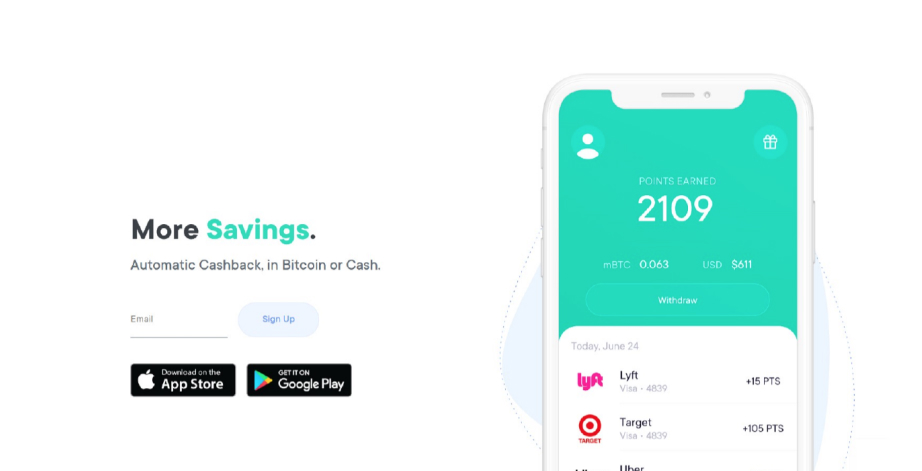 More Savings.
Automatic Cashback, in Bitcoin or Cash.
Email
Sign Up
Download on the
App Store
GET IT ON
Google Play
POINTS EARNED
2109
mBTC 0.063 USD $611
Withdraw
Today, June 24
lyft
Lyft
Visa - 4839
+15 PTS
TARGET
Target
Visa - 4839
+105 PTS
Uber